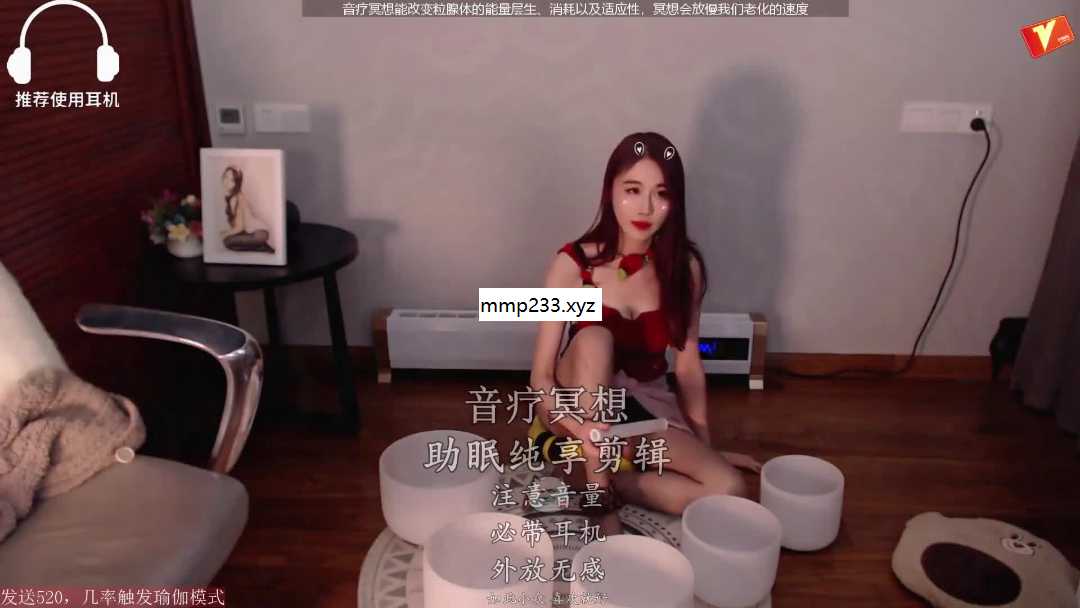 音疗冥想能改变粒腺体的能量层生、消耗以及适应性，冥想会放慢我们老化的速度
推荐使用耳机
mmp233.xyz
音疗冥想
助眠纯享剪辑
注意音量
必带耳机
外放无感
发送520，几率触发瑜伽模式